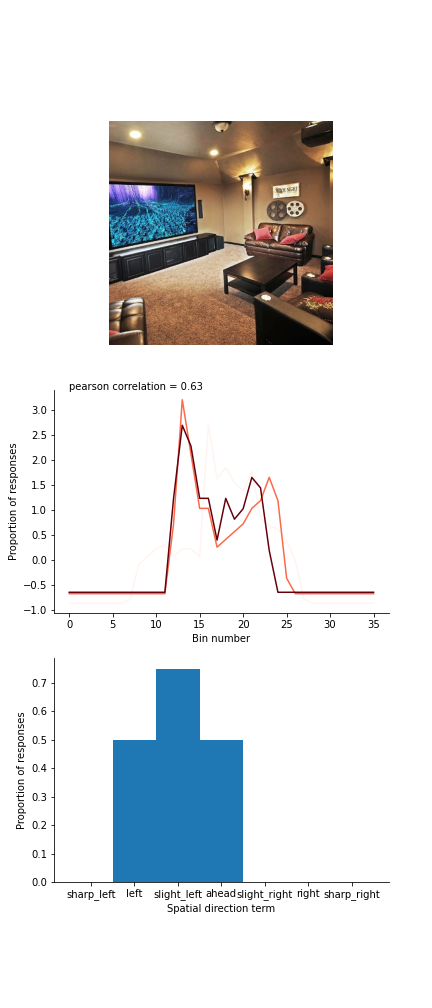 pearson correlation = 0.63
3.0
2.5
2.0
1.5
1.0
0.5
0.0
−0.5
−1.0
Proportion of responses
0 5 10 15 20 25 30 35
Bin number
0.7
0.6
0.5
0.4
0.3
0.2
0.1
0.0
Proportion of responses
sharp_left left slight_left ahead slight_right right sharp_right
Spatial direction term